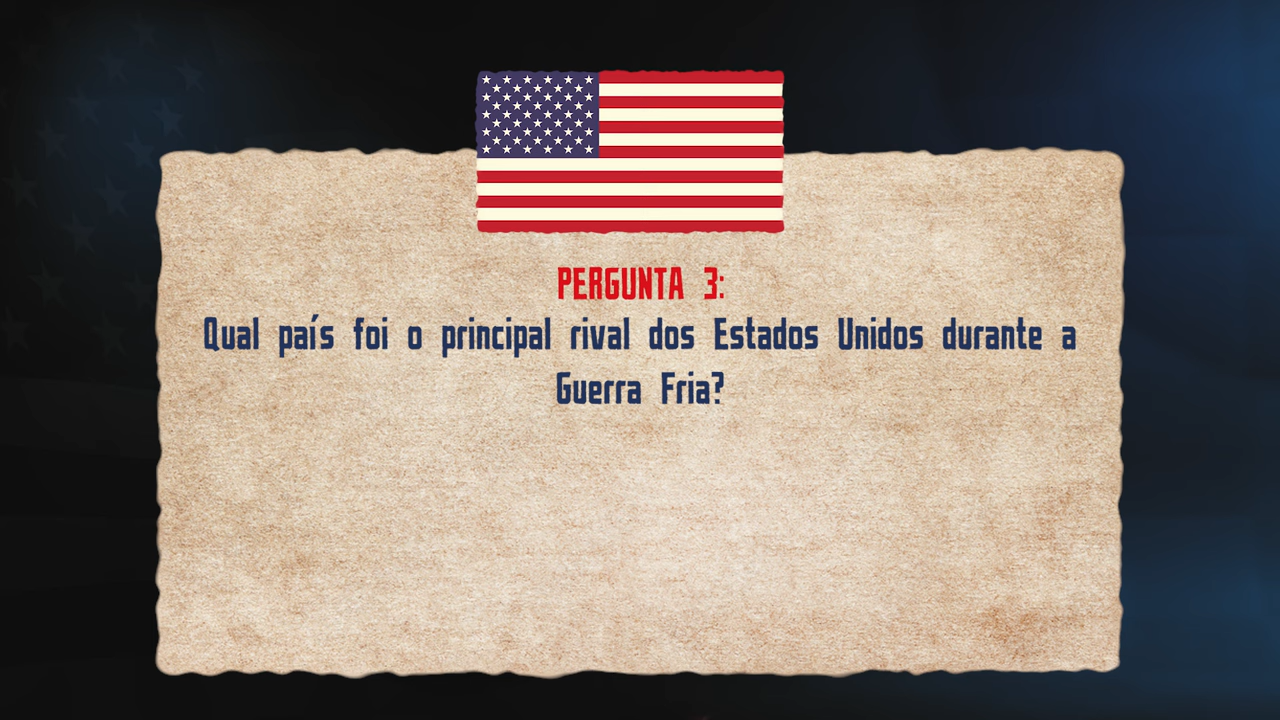 PERGUNTA 3:
Qual país foi o principal rival dos Estados Unidos durante a
Guerra Fria?